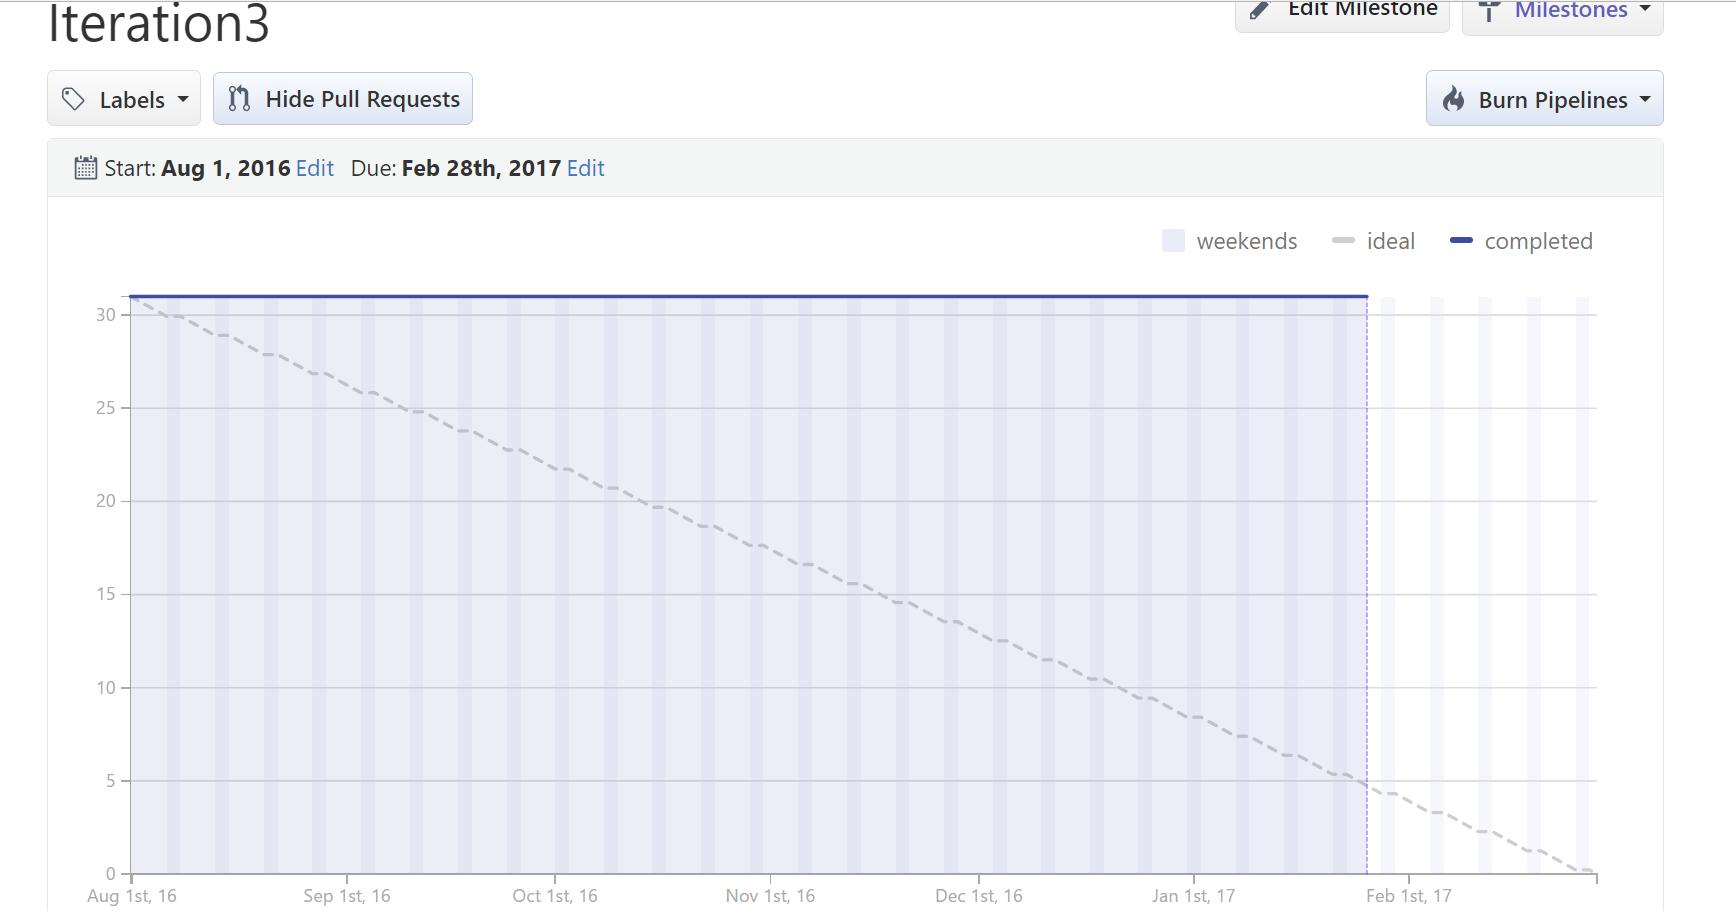 Iteration3
Edit Milestone
Milestones
Labels
Hide Pull Requests
Burn Pipelines
Start: Aug 1, 2016 Edit Due: Feb 28th, 2017 Edit
weekends ideal completed
30
25
20
15
10
5
0
Aug 1st, 16 Sep 1st, 16 Oct 1st, 16 Nov 1st, 16 Dec 1st, 16 Jan 1st, 17 Feb 1st, 17